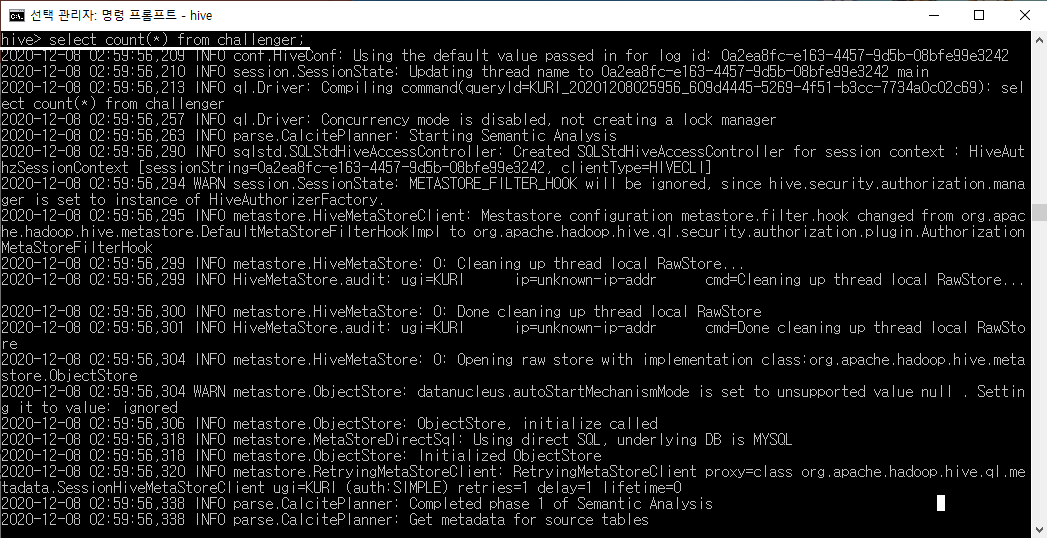 선택 관리자: 명령 프롬프트 - hive
hive> select count(*) from challenger;
2020-12-08 02:59:56,209 INFO conf.HiveConf: Using the default value passed in for log id: 0a2ea8fc-e163-4457-9d5b-08bfe99e3242
2020-12-08 02:59:56,210 INFO session.SessionState: Updating thread name to 0a2ea8fc-e163-4457-9d5b-08bfe99e3242 main
2020-12-08 02:59:56,213 INFO ql.Driver: Compiling command(queryId=KURI_20201208025956_609d4445-5269-4f51-b3cc-7734a0c02c69): sel
ect count(*) from challenger
2020-12-08 02:59:56,257 INFO ql.Driver: Concurrency mode is disabled, not creating a lock manager
2020-12-08 02:59:56,263 INFO parse.CalcitePlanner: Starting Semantic Analysis
2020-12-08 02:59:56,290 INFO sqlstd.SQLStdHiveAccessController: Created SQLStdHiveAccessController for session context : HiveAut
hzSessionContext [sessionString=0a2ea8fc-e163-4457-9d5b-08bfe99e3242, clientType=HIVECLI]
2020-12-08 02:59:56,294 WARN session.SessionState: METASTORE_FILTER_HOOK will be ignored, since hive.security.authorization.mana
ger is set to instance of HiveAuthorizerFactory.
2020-12-08 02:59:56,295 INFO metastore.HiveMetaStoreClient: Mestastore configuration metastore.filter.hook changed from org.apac
he.hadoop.hive.metastore.DefaultMetaStoreFilterHookImpl to org.apache.hadoop.hive.ql.security.authorization.plugin.Authorization
MetaStoreFilterHook
2020-12-08 02:59:56,299 INFO metastore.HiveMetaStore: 0: Cleaning up thread local RawStore...
2020-12-08 02:59:56,299 INFO HiveMetaStore.audit: ugi=KURI ip=unknown-ip-addr cmd=Cleaning up thread local RawStore...
2020-12-08 02:59:56,300 INFO metastore.HiveMetaStore: 0: Done cleaning up thread local RawStore
2020-12-08 02:59:56,301 INFO HiveMetaStore.audit: ugi=KURI ip=unknown-ip-addr cmd=Done cleaning up thread local RawSto
re
2020-12-08 02:59:56,304 INFO metastore.HiveMetaStore: 0: Opening raw store with implementation class:org.apache.hadoop.hive.meta
store.ObjectStore
2020-12-08 02:59:56,304 WARN metastore.ObjectStore: datanucleus.autoStartMechanismMode is set to unsupported value null . Settin
g it to value: ignored
2020-12-08 02:59:56,306 INFO metastore.ObjectStore: ObjectStore, initialize called
2020-12-08 02:59:56,318 INFO metastore.MetaStoreDirectSql: Using direct SQL, underlying DB is MYSQL
2020-12-08 02:59:56,318 INFO metastore.ObjectStore: Initialized ObjectStore
2020-12-08 02:59:56,320 INFO metastore.RetryingMetaStoreClient: RetryingMetaStoreClient proxy=class org.apache.hadoop.hive.ql.me
tadata.SessionHiveMetaStoreClient ugi=KURI (auth:SIMPLE) retries=1 delay=1 lifetime=0
2020-12-08 02:59:56,338 INFO parse.CalcitePlanner: Completed phase 1 of Semantic Analysis
2020-12-08 02:59:56,338 INFO parse.CalcitePlanner: Get metadata for source tables